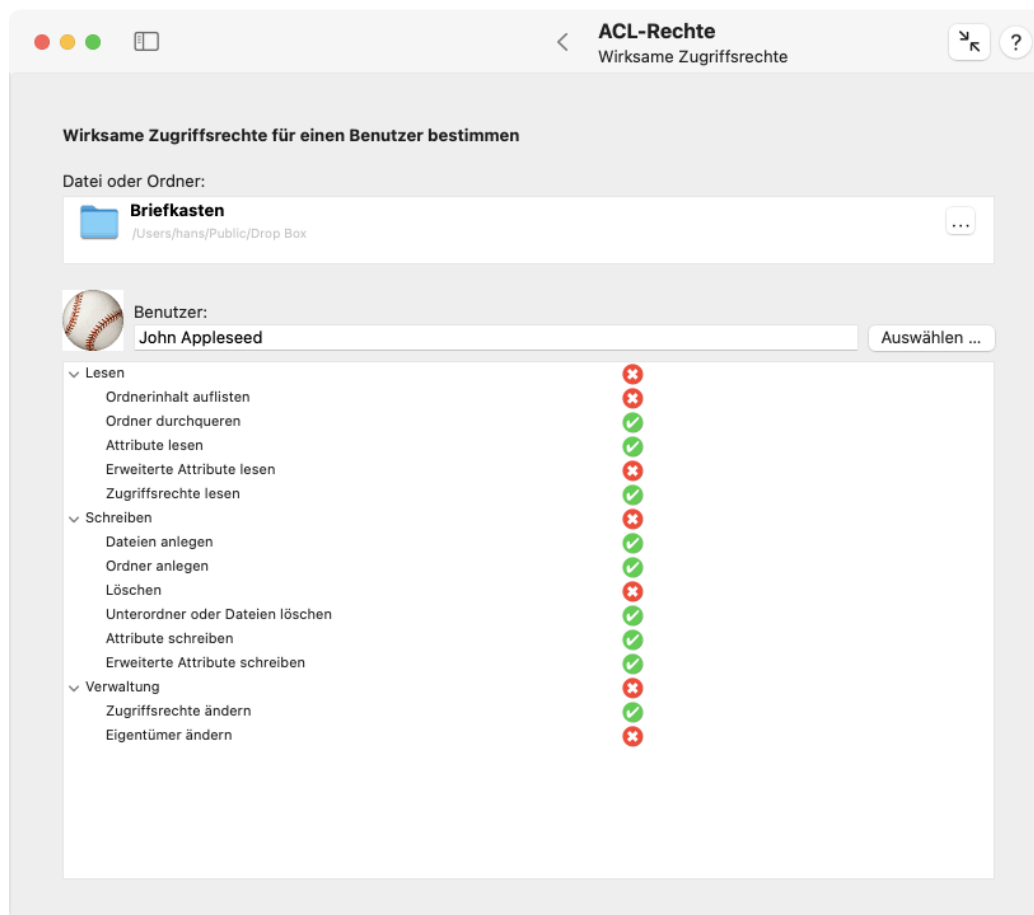 ACL-Rechte
Wirksame Zugriffsrechte
?
Wirksame Zugriffsrechte für einen Benutzer bestimmen
Datei oder Ordner:
Briefkasten
/Users/hans/Public/Drop Box
...
Benutzer:
John Appleseed
Auswählen ...
Lesen
Ordnerinhalt auflisten
Ordner durchqueren
Attribute lesen
Erweiterte Attribute lesen
Zugriffsrechte lesen
Schreiben
Dateien anlegen
Ordner anlegen
Löschen
Unterordner oder Dateien löschen
Attribute schreiben
Erweiterte Attribute schreiben
Verwaltung
Zugriffsrechte ändern
Eigentümer ändern